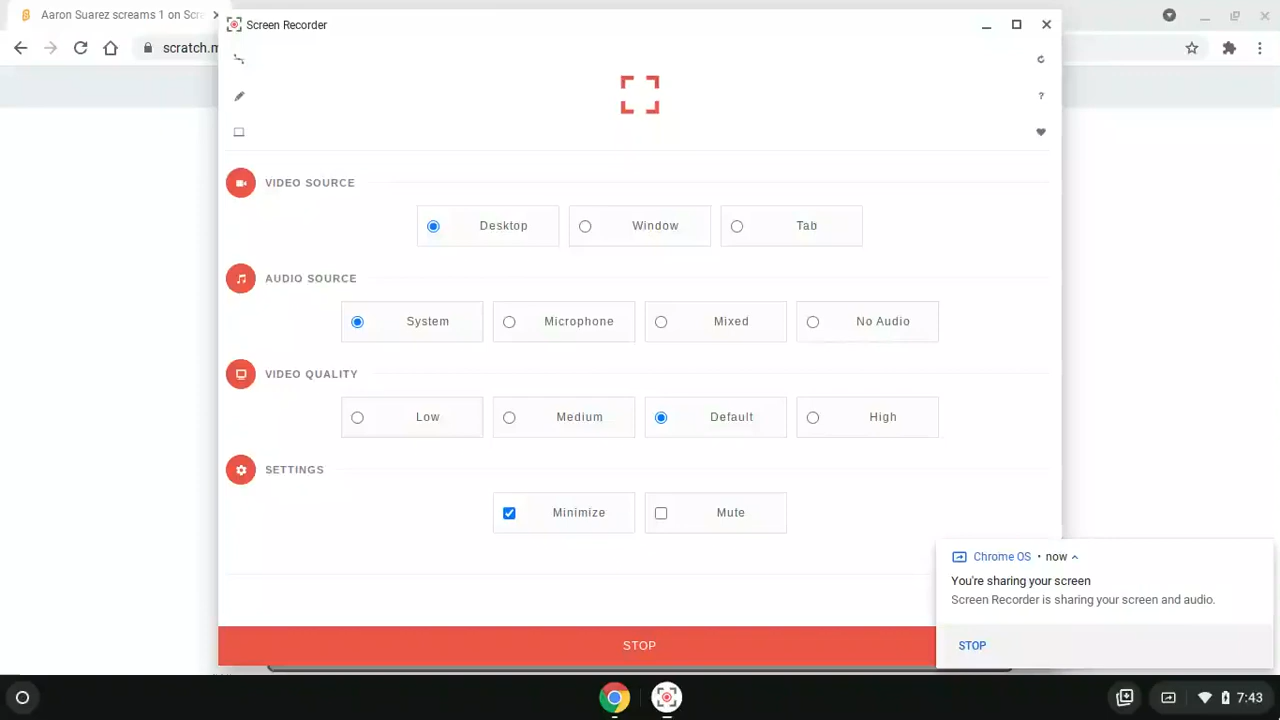 Aaron Suarez screams 1 on Scr
Screen Recorder
scratch.m
?
VIDEO SOURCE
Desktop
Window
Tab
AUDIO SOURCE
System
Microphone
Mixed
No Audio
VIDEO QUALITY
Low
Medium
Default
High
SETTINGS
Minimize
Mute
Chrome OS • now
You're sharing your screen
Screen Recorder is sharing your screen and audio.
STOP
STOP
7:43